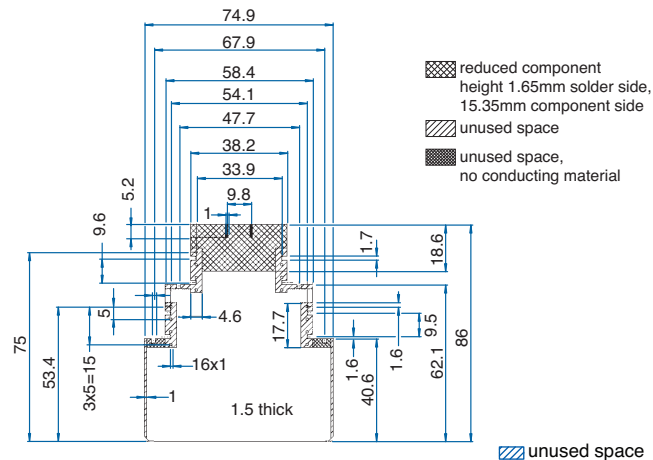 74.9
67.9
58.4
54.1
47.7
38.2
33.9
9.8
1
5.2
9.6
reduced component
height 1.65mm solder side,
15.35mm component side
unused space
unused space,
no conducting material
1.7
18.6
75
53.4
5
3x5=15
4.6
17.7
16x1
1
1.5 thick
1.6
40.6
1.6
9.5
62.1
86
unused space